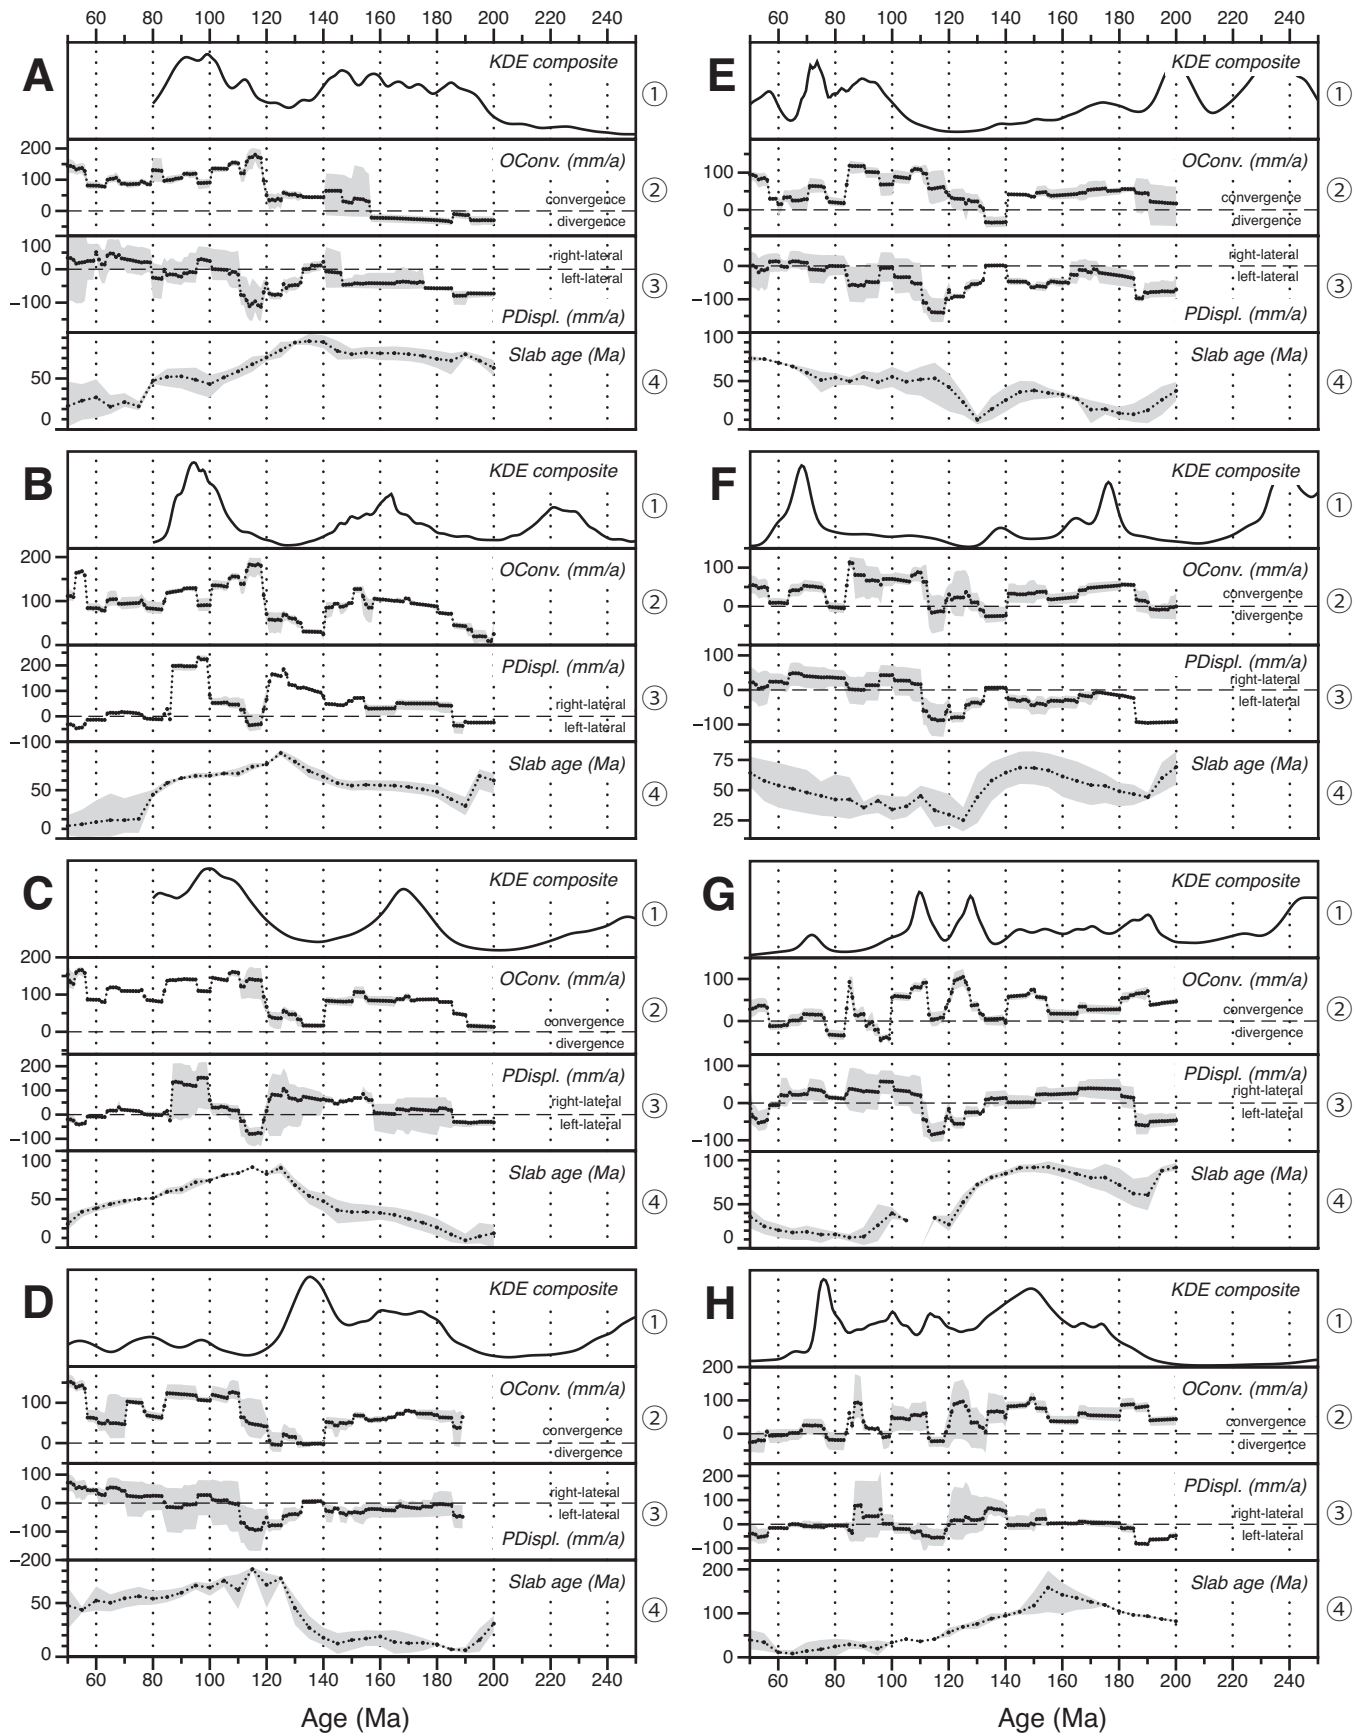 60 80 100 120 140 160 180 200 220 240
60 80 100 120 140 160 180 200 220 240
A
KDE composite
①
OConv. (mm/a)
200
100
0
convergence
divergence
②
100
0
−100
right-lateral
left-lateral
PDispl. (mm/a)
③
Slab age (Ma)
50
0
④
E
KDE composite
①
OConv. (mm/a)
100
0
convergence
divergence
②
right-lateral
0
left-lateral
−100
PDispl. (mm/a)
③
100
Slab age (Ma)
50
0
④
B
KDE composite
①
200
OConv. (mm/a)
100
0
②
PDispl. (mm/a)
200
100
right-lateral
0
left-lateral
−100
③
Slab age (Ma)
50
0
④
F
KDE composite
①
OConv. (mm/a)
100
convergence
0
divergence
②
100
PDispl. (mm/a)
right-lateral
0
left-lateral
−100
③
Slab age (Ma)
75
50
25
④
C
KDE composite
①
200
OConv. (mm/a)
100
convergence
0
divergence
②
200
PDispl. (mm/a)
100
right-lateral
0
left-lateral
−100
③
100
Slab age (Ma)
50
0
④
G
KDE composite
①
OConv. (mm/a)
100
convergence
0
divergence
②
100
PDispl. (mm/a)
right-lateral
0
left-lateral
−100
③
100
Slab age (Ma)
50
0
④
D
KDE composite
①
OConv. (mm/a)
100
convergence
0
divergence
②
100
right-lateral
0
left-lateral
−100
PDispl. (mm/a)
−200
③
Slab age (Ma)
50
0
④
60 80 100 120 140 160 180 200 220 240
Age (Ma)
H
KDE composite
①
200
OConv. (mm/a)
100
convergence
0
divergence
②
200
PDispl. (mm/a)
100
right-lateral
0
left-lateral
−100
③
200
Slab age (Ma)
100
0
④
60 80 100 120 140 160 180 200 220 240
Age (Ma)